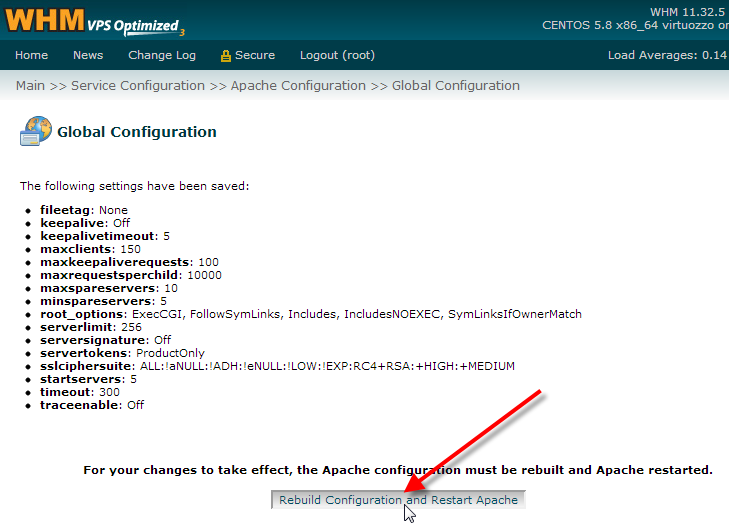 WHM VPS Optimized 3
WHM 11.32.5
CENTOS 5.8 x86_64 virtuozzo
Home News Change Log Secure Logout (root) Load Averages: 0.14
Main >> Service Configuration >> Apache Configuration >> Global Configuration
Global Configuration
The following settings have been saved:
fileetag: None
keepalive: Off
keepalivetimeout: 5
maxclients: 150
maxkeepaliverequests: 100
maxrequestsperchild: 10000
maxspareservers: 10
minspareservers: 5
root_options: ExecCGI, FollowSymLinks, Includes, IncludesNOEXEC, SymLinksIfOwnerMatch
serverlimit: 256
serversignature: Off
servertokens: ProductOnly
sslciphersuite: ALL:!aNULL:!ADH:!eNULL:!LOW:!EXP:RC4+RSA:+HIGH:+MEDIUM
startservers: 5
timeout: 300
traceenable: Off
For your changes to take effect, the Apache configuration must be rebuilt and Apache restarted.
Rebuild Configuration and Restart Apache